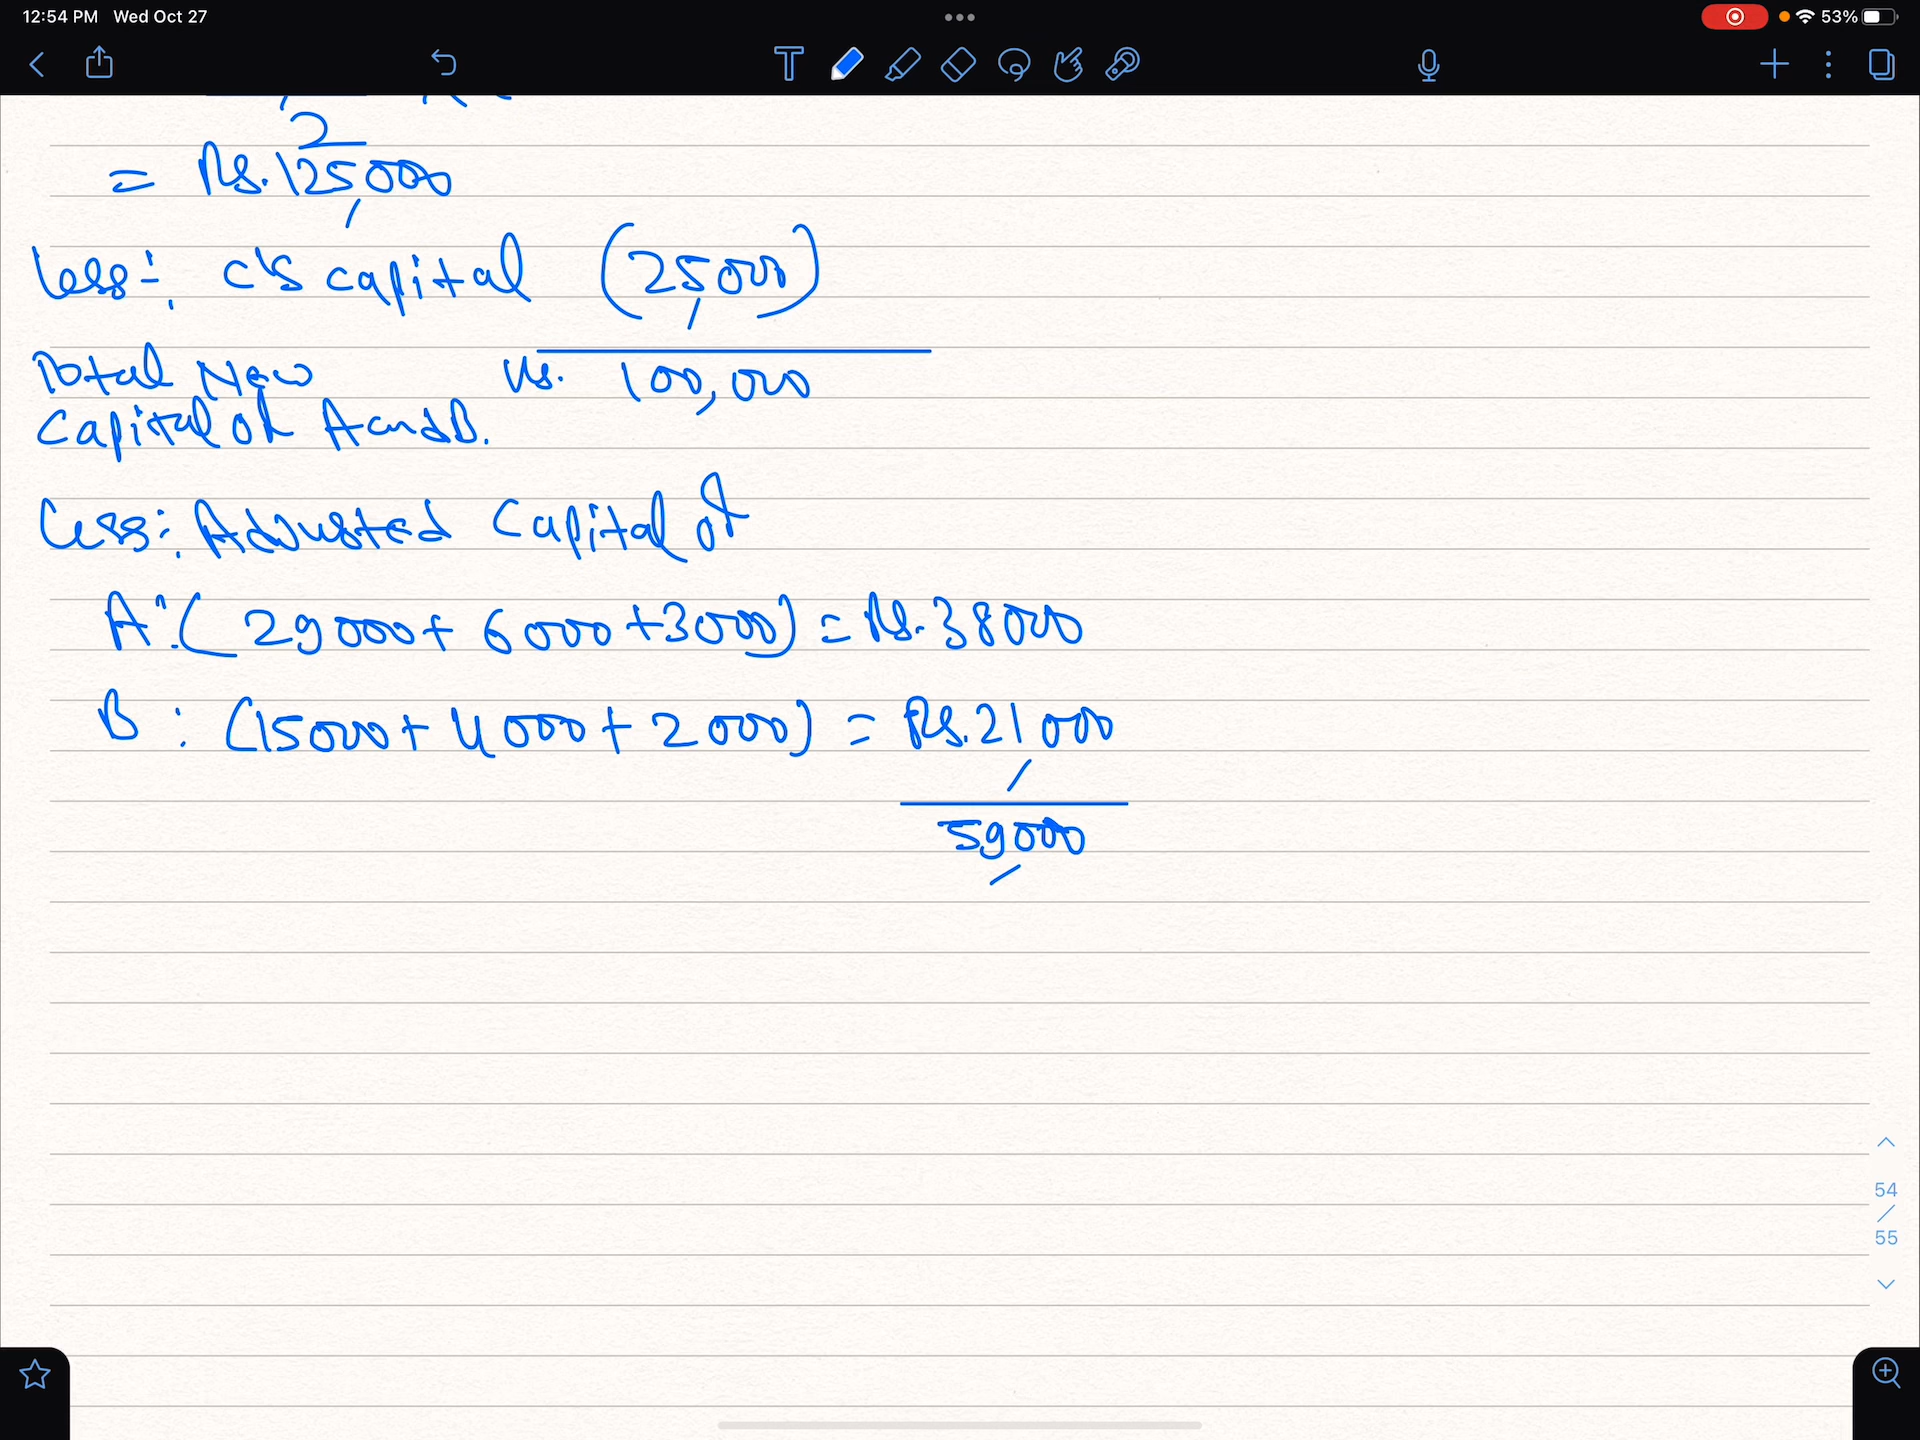 12:54 PM Wed Oct 27
53%
T
2
= Rs. 125,000
Less:- C's capital (25,000)
Total New Rs. 100,000
Capital of A and B.
Less:- Adjusted Capital of
A:( 29000+ 6000+3000) = Rs. 38000
B : (15000+ 4000+ 2000) = Rs. 21000
59000
54
/
55